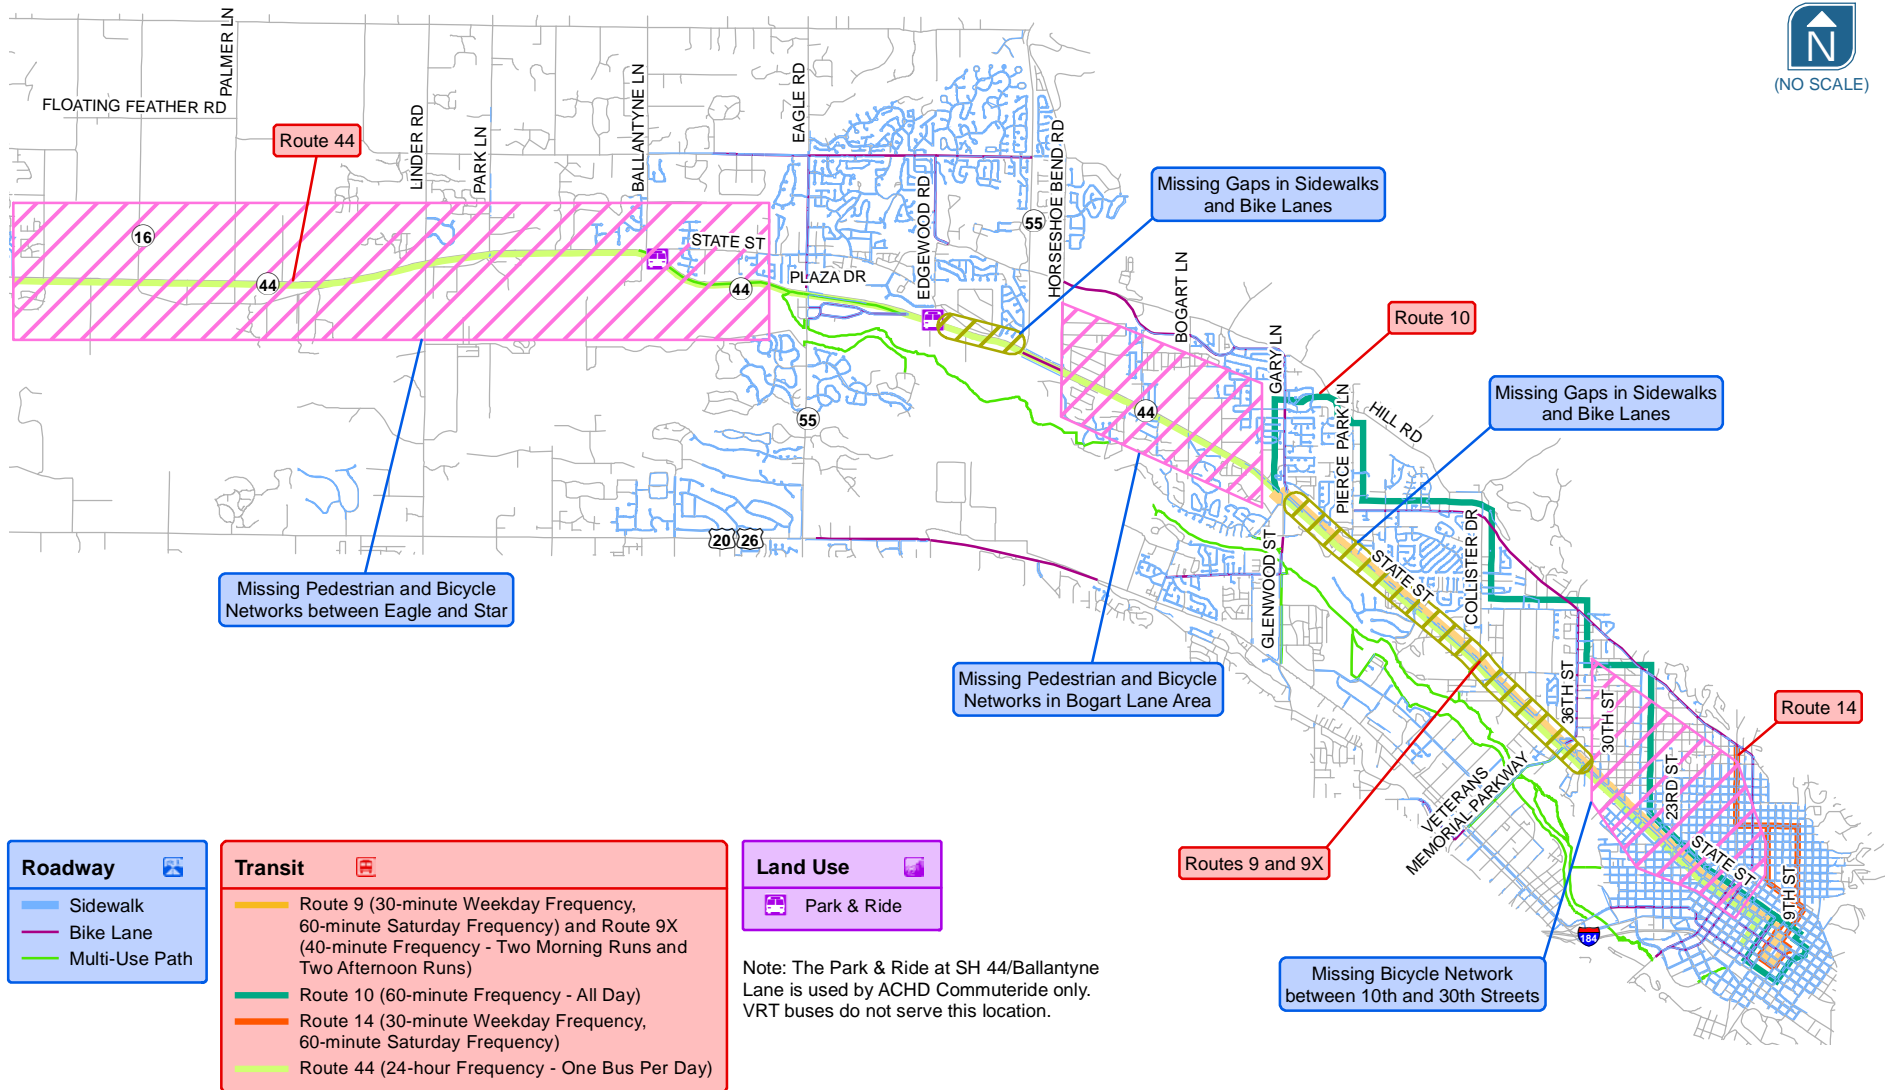 N
(NO SCALE)
PALMER LN
FLOATING FEATHER RD
Route 44
LINDER RD
PARK LN
BALLANTYNE LN
EAGLE RD
EDGEWOOD RD
HORSESHOE BEND RD
55
Missing Gaps in Sidewalks
and Bike Lanes
16
44
STATE ST
44
PLAZA DR
BOGART LN
GARY LN
Route 10
PIERCE PARK LN
HILL RD
Missing Gaps in Sidewalks
and Bike Lanes
44
55
20 26
GLENWOOD ST
STATE ST
COLLISTER DR
Missing Pedestrian and Bicycle
Networks between Eagle and Star
Missing Pedestrian and Bicycle
Networks in Bogart Lane Area
36TH ST
30TH ST
Route 14
23RD ST
VETERANS
MEMORIAL PARKWAY
Routes 9 and 9X
STATE ST
9TH ST
184
Missing Bicycle Network
between 10th and 30th Streets
Roadway
Sidewalk
Bike Lane
Multi-Use Path
Transit
Route 9 (30-minute Weekday Frequency,
60-minute Saturday Frequency) and Route 9X
(40-minute Frequency - Two Morning Runs and
Two Afternoon Runs)
Route 10 (60-minute Frequency - All Day)
Route 14 (30-minute Weekday Frequency,
60-minute Saturday Frequency)
Route 44 (24-hour Frequency - One Bus Per Day)
Land Use
Park & Ride
Note: The Park & Ride at SH 44/Ballantyne
Lane is used by ACHD Commuteride only.
VRT buses do not serve this location.